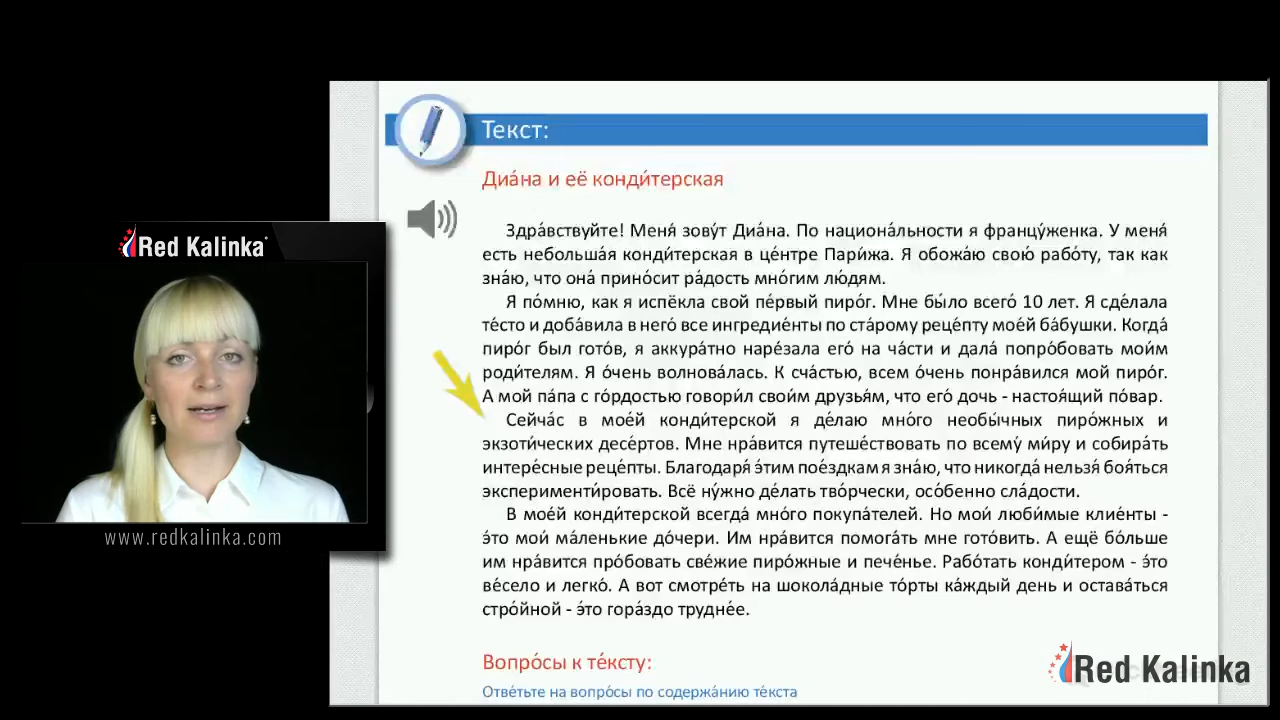 Текст:
Диа́на и её конди́терская
Здра́вствуйте! Меня́ зову́т Диа́на. По национа́льности я францу́женка. У меня́
есть небольша́я конди́терская в це́нтре Пари́жа. Я обожа́ю свою́ рабо́ту, так как
зна́ю, что она́ прино́сит ра́дость мно́гим лю́дям.
Я по́мню, как я испёкла свой пе́рвый пиро́г. Мне бы́ло всего́ 10 лет. Я сде́лала
те́сто и доба́вила в него́ все ингредие́нты по ста́рому реце́пту мое́й ба́бушки. Когда́
пиро́г был гото́в, я аккура́тно наре́зала его́ на ча́сти и дала́ попро́бовать мои́м
роди́телям. Я о́чень волнова́лась. К сча́стью, всем о́чень понра́вился мой пиро́г.
А мой па́па с го́рдостью говори́л свои́м друзья́м, что его́ дочь - настоя́щий по́вар.
Сейча́с в мое́й конди́терской я де́лаю мно́го необы́чных пиро́жных и
экзоти́ческих десе́ртов. Мне нра́вится путеше́ствовать по всему́ ми́ру и собира́ть
интере́сные реце́пты. Благодаря́ э́тим пое́здкам я зна́ю, что никогда́ нельзя́ боя́ться
эксперименти́ровать. Всё ну́жно де́лать тво́рчески, осо́бенно сла́дости.
В мое́й конди́терской всегда́ мно́го покупа́телей. Но мои́ люби́мые клие́нты -
э́то мои́ ма́ленькие до́чери. Им нра́вится помога́ть мне гото́вить. А ещё бо́льше
им нра́вится про́бовать све́жие пиро́жные и пече́нье. Рабо́тать конди́тером - э́то
ве́село и легко́. А вот смотре́ть на шокола́дные то́рты ка́ждый день и остава́ться
стро́йной - э́то гора́здо трудне́е.
Вопро́сы к те́ксту:
Отве́тьте на вопро́сы по содержа́нию те́кста
Red Kalinka
www.redkalinka.com
Red Kalinka